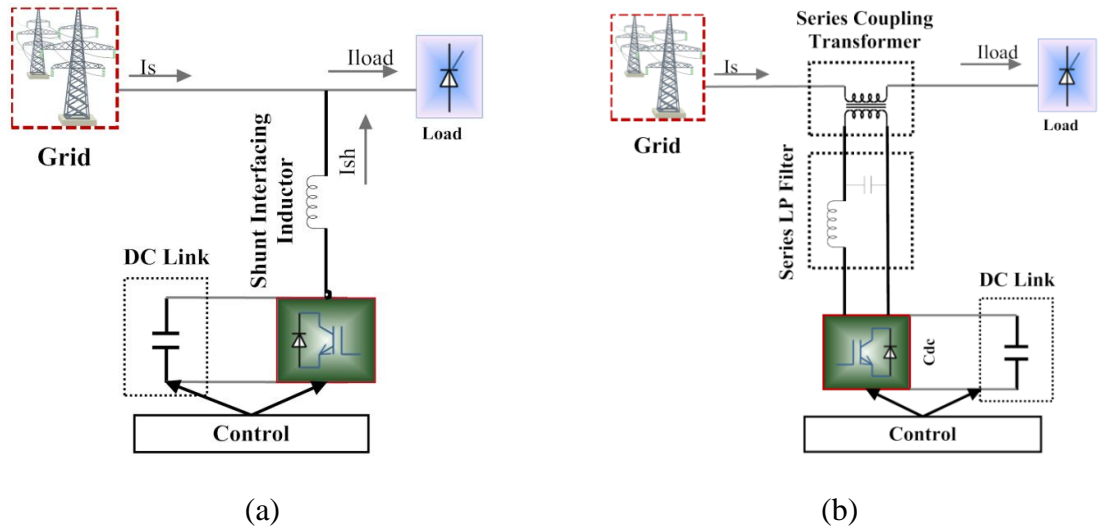 Is
Iload
Grid
Load
Ish
Shunt Interfacing
Inductor
DC Link
Control
(a)
Series Coupling
Transformer
Is
Iload
Grid
Load
Series LP Filter
DC Link
Cdc
Control
(b)